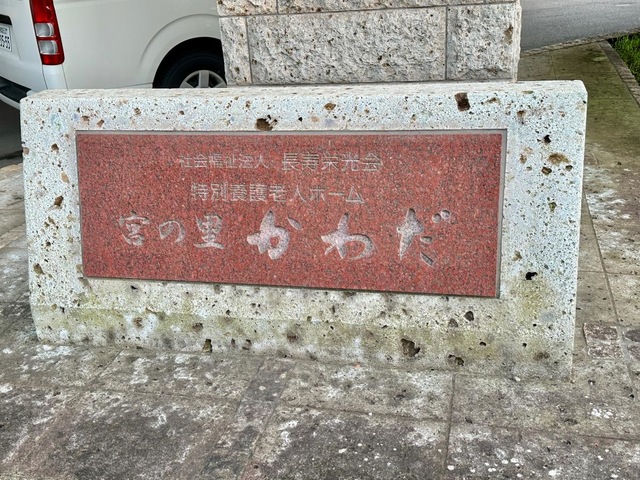 社会福祉法人 長寿栄光会
特別養護老人ホーム
宮の里 かわだ